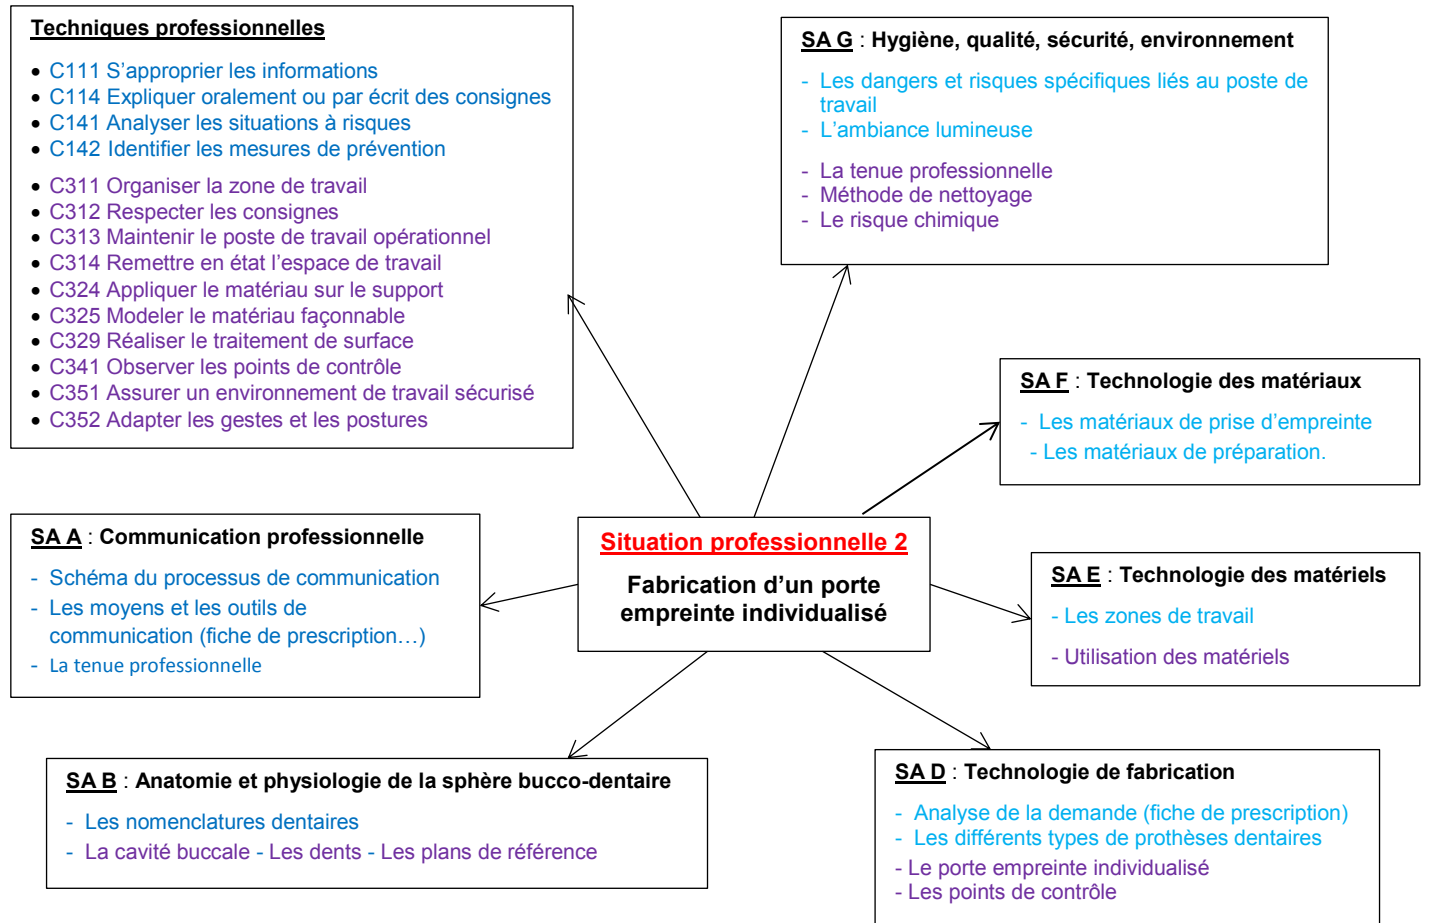 Techniques professionnelles
• C111 S’approprier les informations
• C114 Expliquer oralement ou par écrit des consignes
• C141 Analyser les situations à risques
• C142 Identifier les mesures de prévention
• C311 Organiser la zone de travail
• C312 Respecter les consignes
• C313 Maintenir le poste de travail opérationnel
• C314 Remettre en état l’espace de travail
• C324 Appliquer le matériau sur le support
• C325 Modeler le matériau façonnable
• C329 Réaliser le traitement de surface
• C341 Observer les points de contrôle
• C351 Assurer un environnement de travail sécurisé
• C352 Adapter les gestes et les postures
SA G : Hygiène, qualité, sécurité, environnement
- Les dangers et risques spécifiques liés au poste de
travail
- L’ambiance lumineuse
- La tenue professionnelle
- Méthode de nettoyage
- Le risque chimique
SA F : Technologie des matériaux
- Les matériaux de prise d’empreinte
- Les matériaux de préparation.
SA A : Communication professionnelle
- Schéma du processus de communication
- Les moyens et les outils de
communication (fiche de prescription…)
- La tenue professionnelle
Situation professionnelle 2
Fabrication d’un porte
empreinte individualisé
SA E : Technologie des matériels
- Les zones de travail
- Utilisation des matériels
SA B : Anatomie et physiologie de la sphère bucco-dentaire
- Les nomenclatures dentaires
- La cavité buccale - Les dents - Les plans de référence
SA D : Technologie de fabrication
- Analyse de la demande (fiche de prescription)
- Les différents types de prothèses dentaires
- Le porte empreinte individualisé
- Les points de contrôle